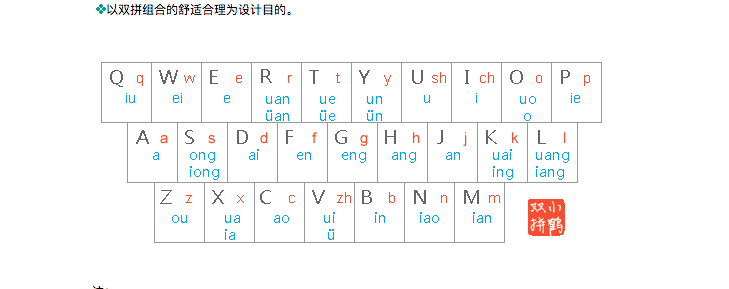 ❖以双拼组合的舒适合理为设计目的。
Q q W w E e R r T t Y y U sh I ch O o P p
iu ei e uan ue un u i uo ie
üan üe ün o
A a S s D d F f G g H h J j K k L l
a ong ai en eng ang an uai uang
iong ing iang
Z z X x C c V zh B b N n M m
ou ua ao ui in iao ian
ia ü
双小
拼鹤